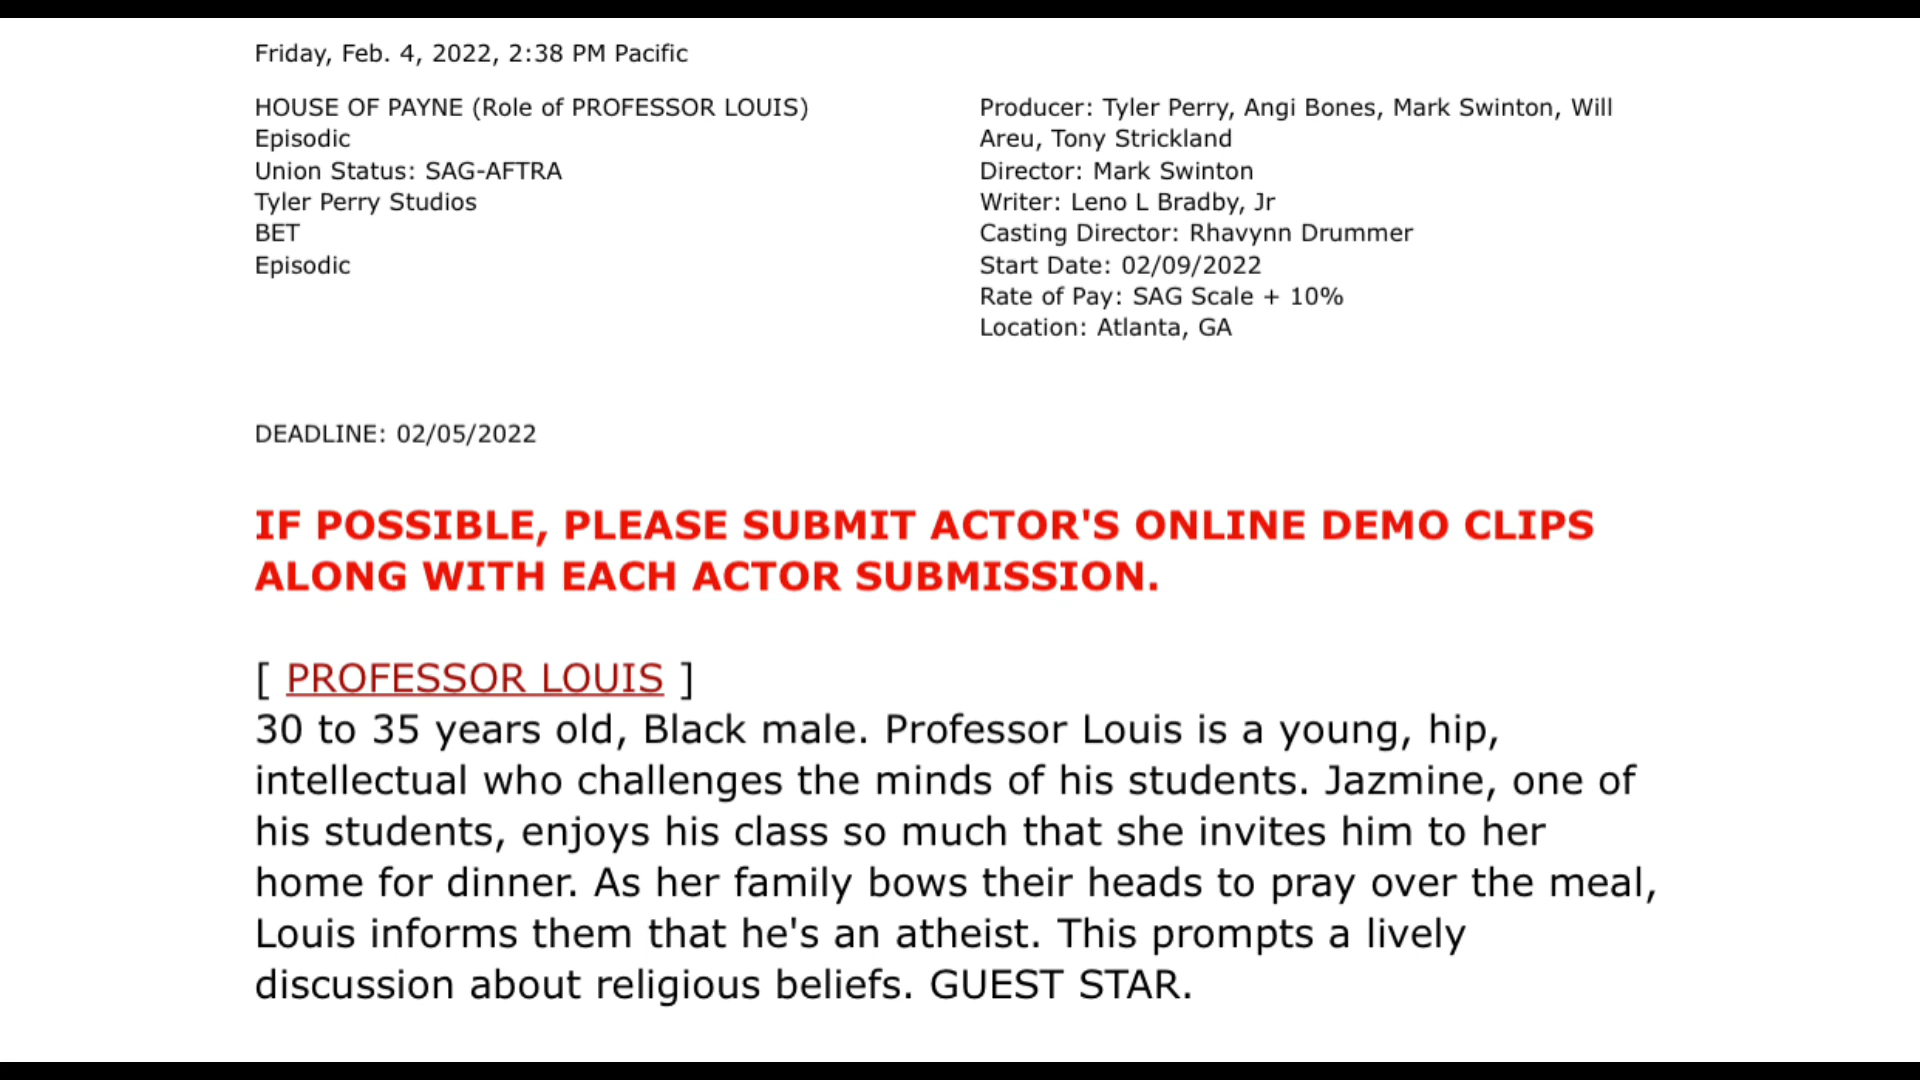 Friday, Feb. 4, 2022, 2:38 PM Pacific
HOUSE OF PAYNE (Role of PROFESSOR LOUIS)
Episodic
Union Status: SAG-AFTRA
Tyler Perry Studios
BET
Episodic
Producer: Tyler Perry, Angi Bones, Mark Swinton, Will
Areu, Tony Strickland
Director: Mark Swinton
Writer: Leno L Bradby, Jr
Casting Director: Rhavynn Drummer
Start Date: 02/09/2022
Rate of Pay: SAG Scale + 10%
Location: Atlanta, GA
DEADLINE: 02/05/2022
IF POSSIBLE, PLEASE SUBMIT ACTOR'S ONLINE DEMO CLIPS
ALONG WITH EACH ACTOR SUBMISSION.
[ PROFESSOR LOUIS ]
30 to 35 years old, Black male. Professor Louis is a young, hip,
intellectual who challenges the minds of his students. Jazmine, one of
his students, enjoys his class so much that she invites him to her
home for dinner. As her family bows their heads to pray over the meal,
Louis informs them that he's an atheist. This prompts a lively
discussion about religious beliefs. GUEST STAR.